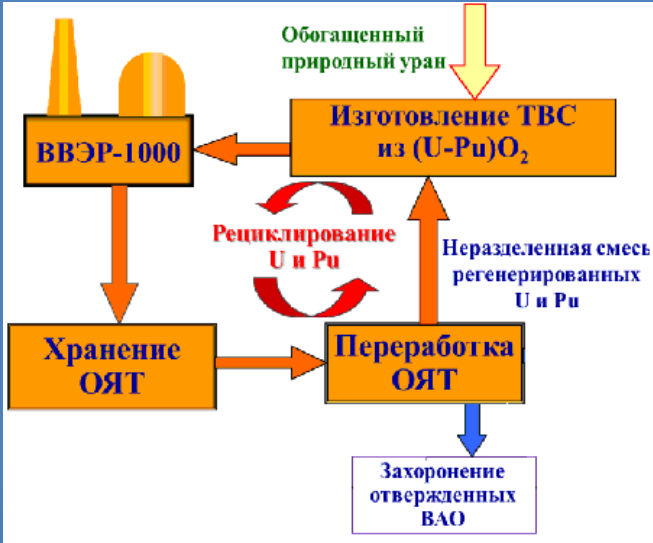 Обогащенный
природный уран
Изготовление ТВС
из (U-Pu)O₂
ВВЭР-1000
Рециклирование
U и Pu
Неразделенная смесь
регенерированных
U и Pu
Хранение
ОЯТ
Переработка
ОЯТ
Захоронение
отвержденных
ВАО